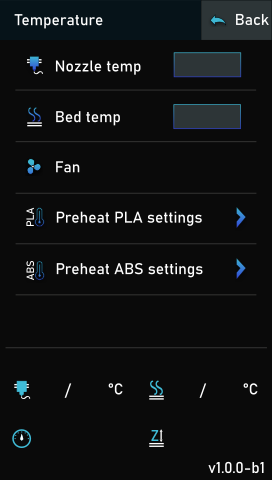 Temperature
Back
Nozzle temp
Bed temp
Fan
PLA
Preheat PLA settings
ABS
Preheat ABS settings
/ °C
/ °C
Z
v1.0.0-b1